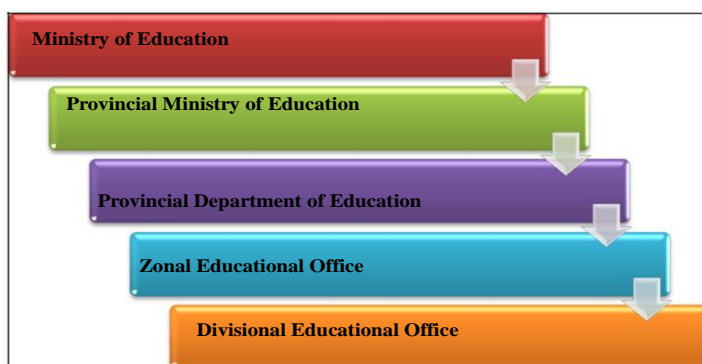 Ministry of Education
Provincial Ministry of Education
Provincial Department of Education
Zonal Educational Office
Divisional Educational Office